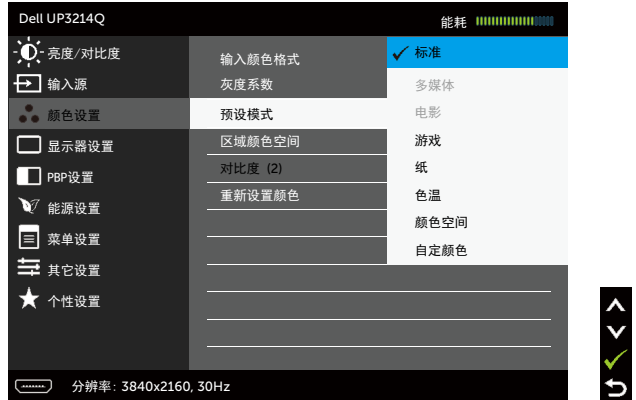 Dell UP3214Q 能耗
亮度/对比度
输入源
颜色设置
显示器设置
PBP设置
能源设置
菜单设置
其它设置
个性设置
输入颜色格式
灰度系数
预设模式
区域颜色空间
对比度 (2)
重新设置颜色
标准
多媒体
电影
游戏
纸
色温
颜色空间
自定颜色
分辨率: 3840x2160, 30Hz